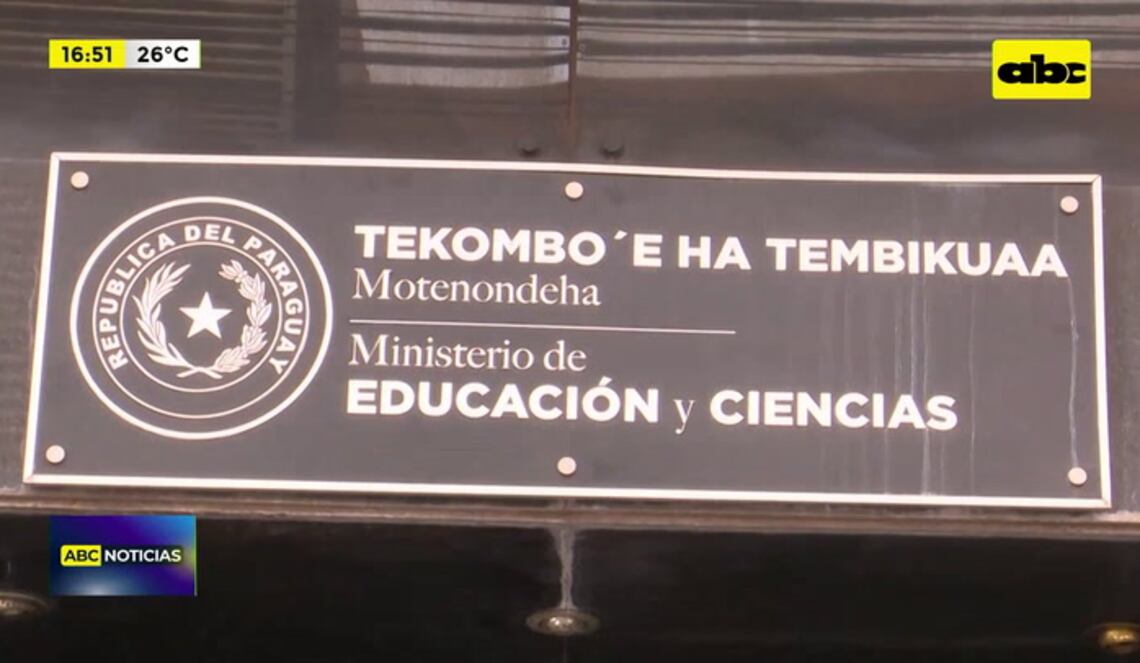 16:51 26°C
abc
REPUBLICA DEL PARAGUAY
TEKOMBO´E HA TEMBIKUAA
Motenondeha
Ministerio de
EDUCACIÓN y CIENCIAS
ABC NOTICIAS